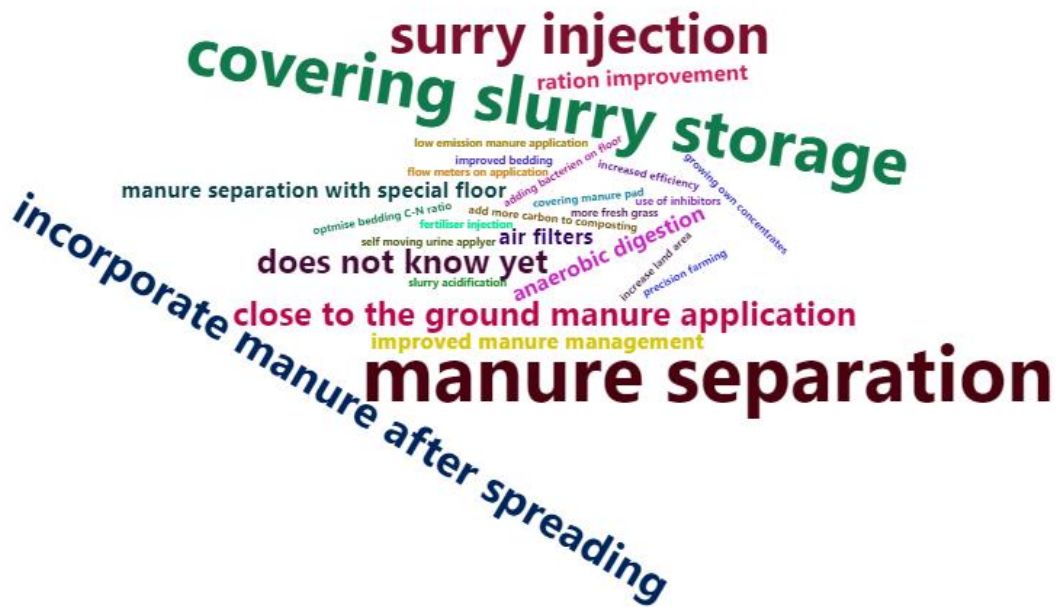 surry injection
covering slurry storage
ration improvement
low emission manure application
improved bedding
flow meters on application
adding bacterien on floor
increased efficiency
growing own concentrates
manure separation with special floor
covering manure pad
use of inhibitors
optmise bedding C-N ratio
add more carbon to composting
more fresh grass
fertiliser injection
self moving urine applyer
air filters
anaerobic digestion
increase land area
precision farming
does not know yet
slurry acidification
close to the ground manure application
improved manure management
manure separation
incorporate manure after spreading